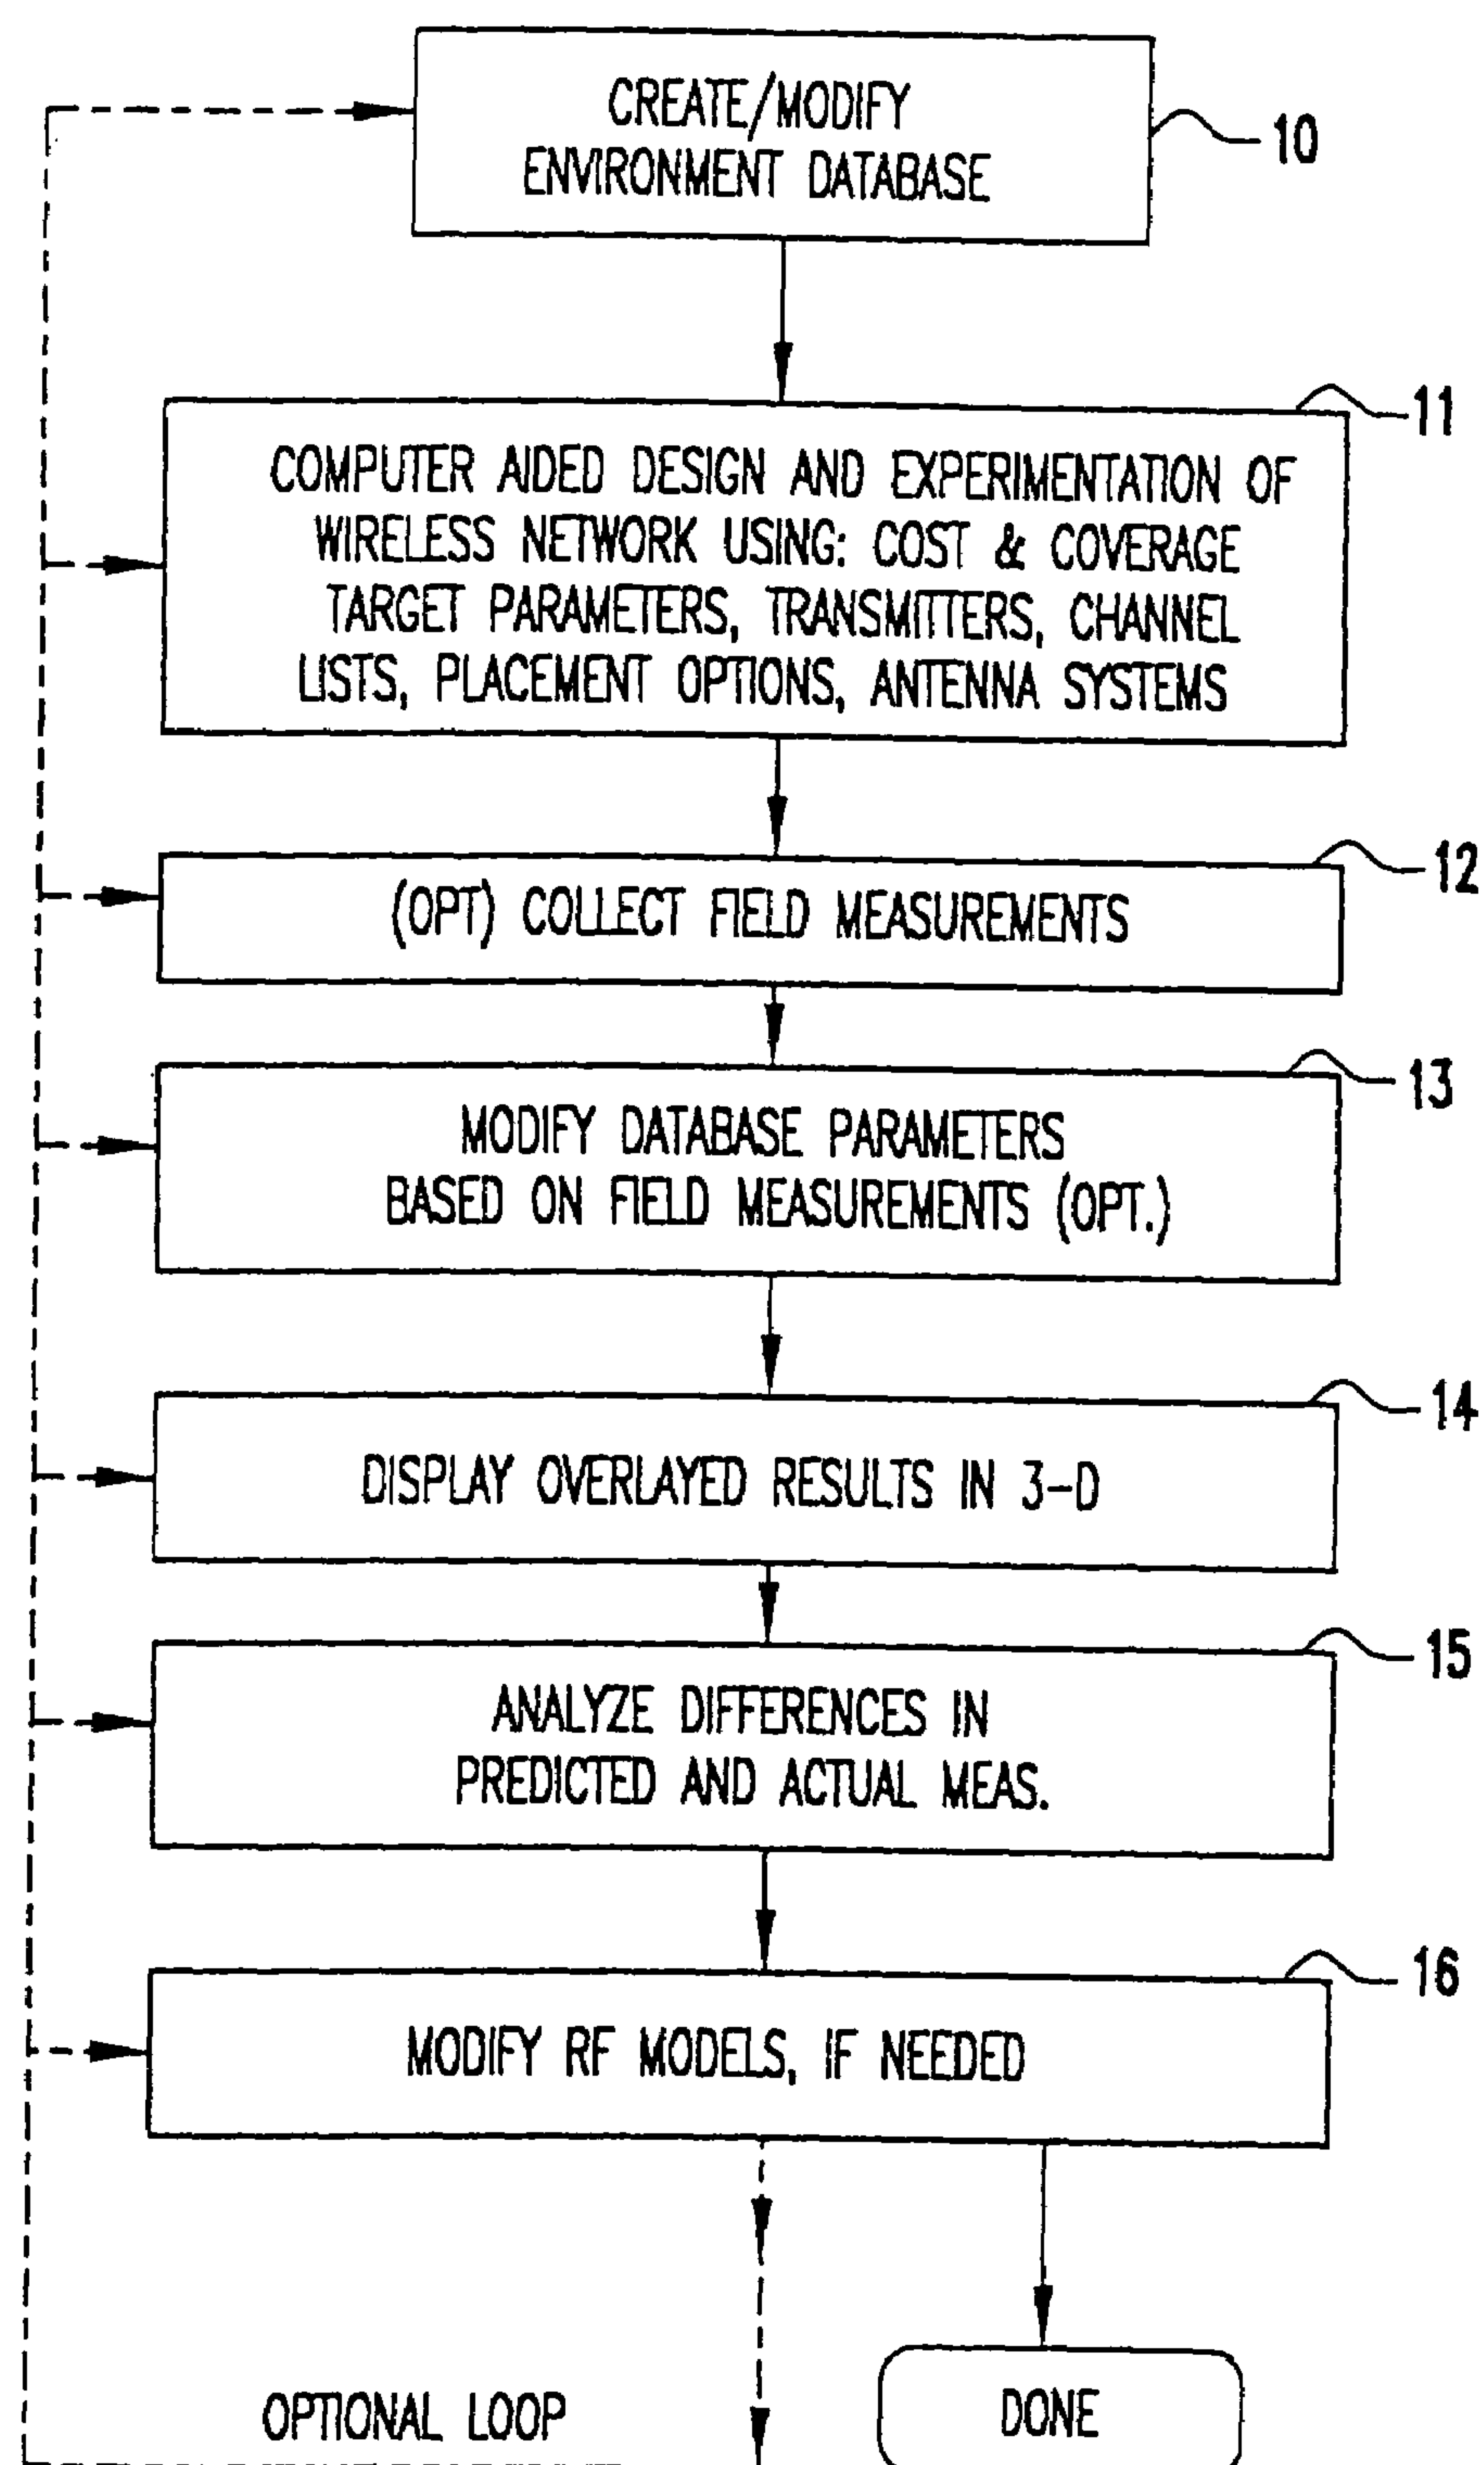 CREATE/MODIFY
ENVIRONMENT DATABASE
10
11
COMPUTER AIDED DESIGN AND EXPERIMENTATION OF
WIRELESS NETWORK USING: COST & COVERAGE
TARGET PARAMETERS, TRANSMITTERS, CHANNEL
LISTS, PLACEMENT OPTIONS, ANTENNA SYSTEMS
12
(OPT) COLLECT FIELD MEASUREMENTS
13
MODIFY DATABASE PARAMETERS
BASED ON FIELD MEASUREMENTS (OPT.)
14
DISPLAY OVERLAYED RESULTS IN 3-D
15
ANALYZE DIFFERENCES IN
PREDICTED AND ACTUAL MEAS.
16
MODIFY RF MODELS, IF NEEDED
OPTIONAL LOOP
DONE